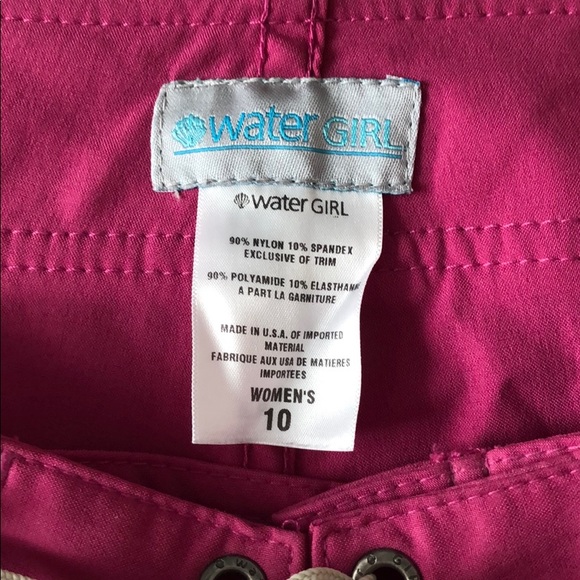 water GIRL
water GIRL
90% NYLON 10% SPANDEX
EXCLUSIVE OF TRIM
90% POLYAMIDE 10% ELASTHANN
A PART LA GARNITURE
MADE IN U.S.A. OF IMPORTED
MATERIAL
FABRIQUE AUX USA DE MATIERES
IMPORTEES
WOMEN'S
10